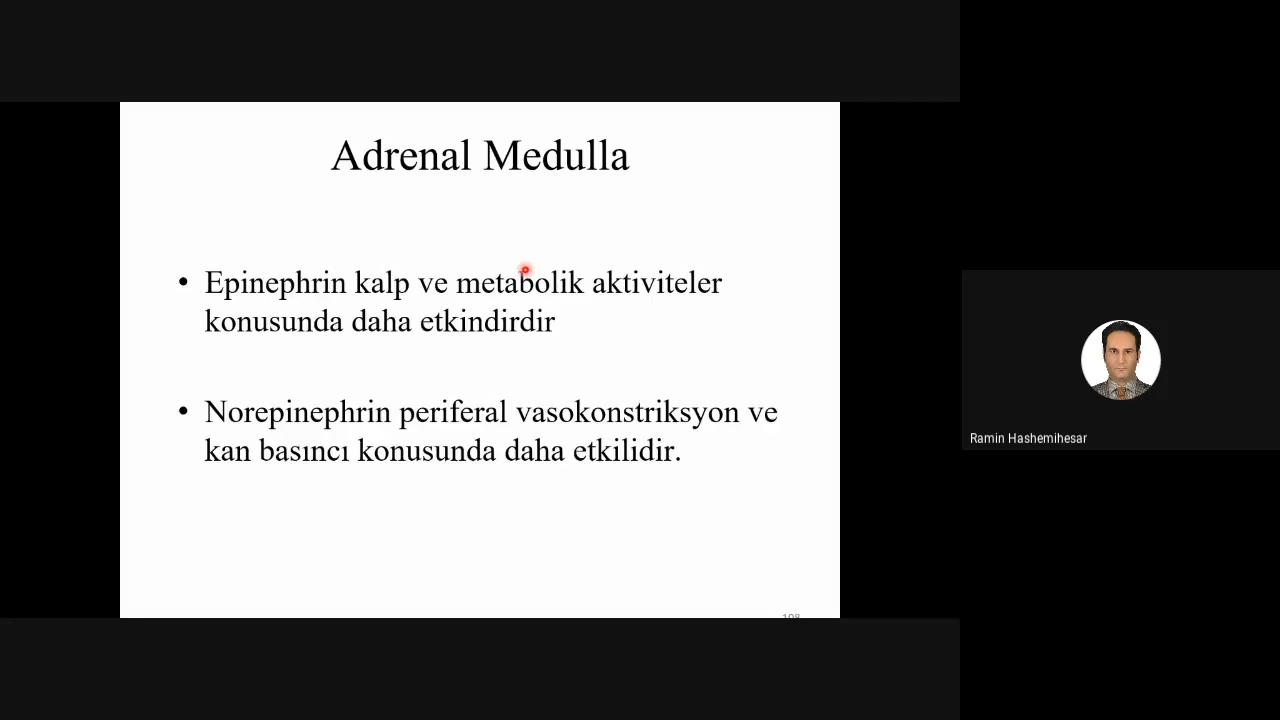 Adrenal Medulla
• Epinephrin kalp ve metabolik aktiviteler
konusunda daha etkindirdir
• Norepinephrin periferal vasokonstriksyon ve
kan basıncı konusunda daha etkilidir.
Ramin Hashemihesar